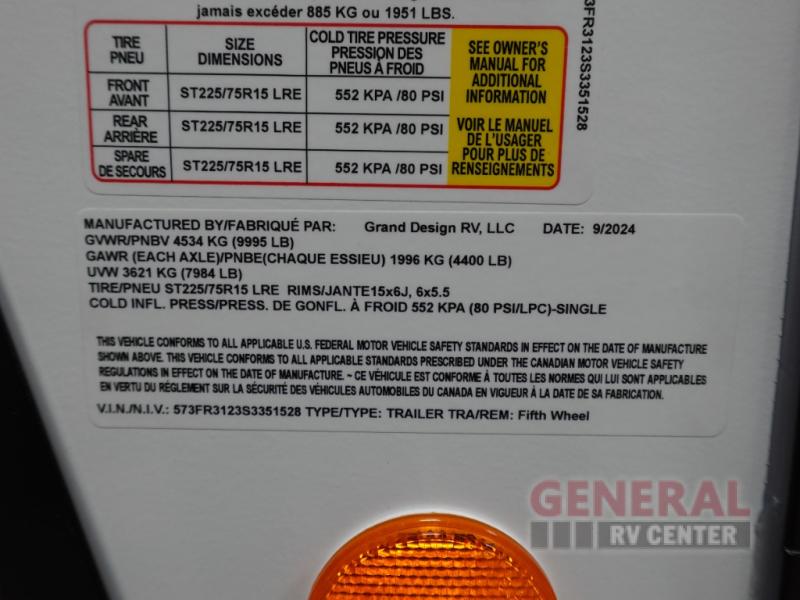 jamais excéder 885 KG ou 1951 LBS.
TIRE PNEU SIZE DIMENSIONS COLD TIRE PRESSURE PRESSION DES PNEUS À FROID
FRONT AVANT ST225/75R15 LRE 552 KPA /80 PSI
REAR ARRIÈRE ST225/75R15 LRE 552 KPA /80 PSI
SPARE DE SECOURS ST225/75R15 LRE 552 KPA /80 PSI
SEE OWNER'S
MANUAL FOR
ADDITIONAL
INFORMATION
VOIR LE MANUEL
DE L'USAGER
POUR PLUS DE
RENSEIGNEMENTS
3FR3123S3351528
MANUFACTURED BY/FABRIQUÉ PAR: Grand Design RV, LLC DATE: 9/2024
GVWR/PNBV 4534 KG (9995 LB)
GAWR (EACH AXLE)/PNBE(CHAQUE ESSIEU) 1996 KG (4400 LB)
UVW 3621 KG (7984 LB)
TIRE/PNEU ST225/75R15 LRE RIMS/JANTE15x6J, 6x5.5
COLD INFL. PRESS/PRESS. DE GONFL. À FROID 552 KPA (80 PSI/LPC)-SINGLE
THIS VEHICLE CONFORMS TO ALL APPLICABLE U.S. FEDERAL MOTOR VEHICLE SAFETY STANDARDS IN EFFECT ON THE DATE OF MANUFACTURE
SHOWN ABOVE. THIS VEHICLE CONFORMS TO ALL APPLICABLE STANDARDS PRESCRIBED UNDER THE CANADIAN MOTOR VEHICLE SAFETY
REGULATIONS IN EFFECT ON THE DATE OF MANUFACTURE. ~ CE VÉHICULE EST CONFORME À TOUTES LES NORMES QUI LUI SONT APPLICABLES
EN VERTU DU RÉGLEMENT SUR LA SÉCURITÉ DES VÉHICULES AUTOMOBILES DU CANADA EN VIGUEUR À LA DATE DE SA FABRICATION.
V.I.N./N.I.V.: 573FR3123S3351528 TYPE/TYPE: TRAILER TRA/REM: Fifth Wheel
GENERAL
RV CENTER